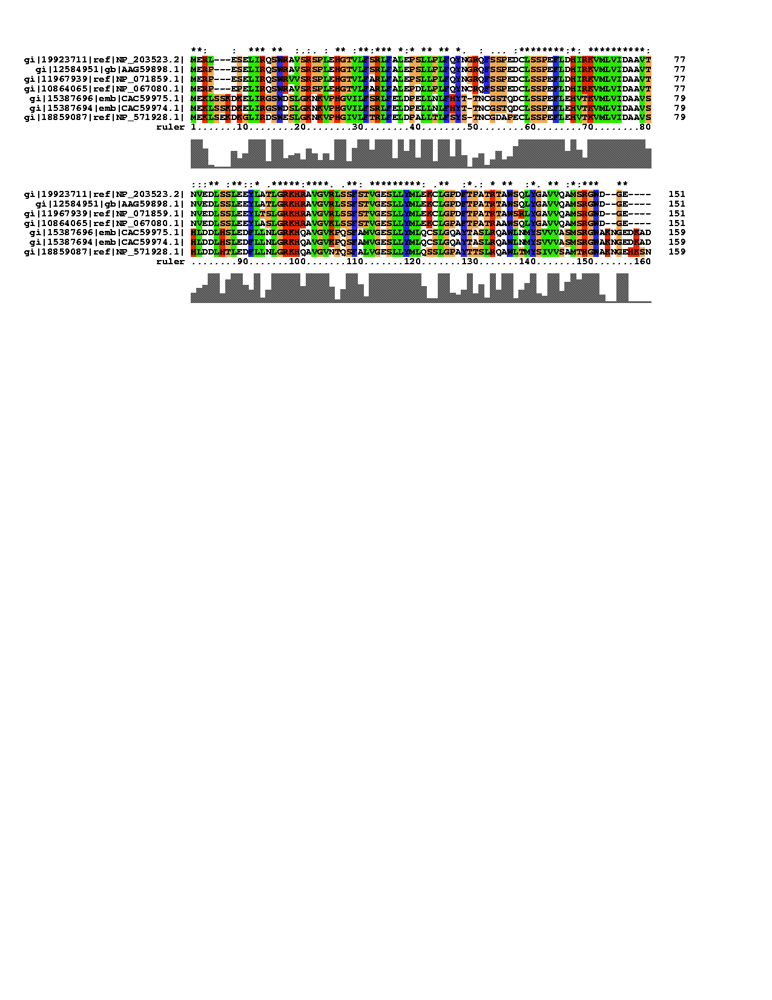 **:    :  *** **  :.:.  : **  :**:*** *:* ** ** *.  :  ..: ********:*: **********:
gi|19923711|ref|NP_203523.2| MERL---ESELIRQSWRAVSRSPLEHGTVLFSRLFALEPSLLPLFQYNGRQFSSPEDCLSSPEFLDHIRKVMLVIDAAVT 77
gi|12584951|gb|AAG59898.1| MERP---ESELIRQSWRAVSRSPLEHGTVLFSRLFALEPSLLPLFQYNGRQFSSPEDCLSSPEFLDHIRKVMLVIDAAVT 77
gi|11967939|ref|NP_071859.1| MERP---ESELIRQSWRVVSRSPLEHGTVLFARLFALEPSLLPLFQYNGRQFSSPEDCLSSPEFLDHIRKVMLVIDAAVT 77
gi|10864065|ref|NP_067080.1| MERP---EPELIRQSWRAVSRSPLEHGTVLFARLFALEPDLLPLFQYNCRQFSSPEDCLSSPEFLDHIRKVMLVIDAAVT 77
gi|15387696|emb|CAC59975.1| MEKLSSKDKELIRGSWDSLGKNKVPHGVILFSRLFELDPELLNLFHYT-TNCGSTQDCLSSPEFLEHVTKVMLVIDAAVS 79
gi|15387694|emb|CAC59974.1| MEKLSSKDKELIRGSWDSLGKNKVPHGVILFSRLFELDPELLNLFHYT-TNCGSTQDCLSSPEFLEHVTKVMLVIDAAVS 79
gi|18859087|ref|NP_571928.1| MEKLSEKDKGLIRDSWESLGKNKVPHGIVLFTRLFELDPALLTLFSYS-TNCGDAPECLSSPEFLEHVTKVMLVIDAAVS 79
ruler 1.......10........20........30........40........50........60........70........80
:::** :**::* .*****.**** .**: *********: .** :*.: * ** :*. ** :*:*** **
gi|19923711|ref|NP_203523.2| NVEDLSSLEEYLATLGRKHRAVGVRLSSFSTVGESLLYMLEKCLGPDFTPATRTAWSQLYGAVVQAMSRGWD--GE---- 151
gi|12584951|gb|AAG59898.1| NVEDLSSLEEYLATLGRKHRAVGVRLSSFSTVGESLLYMLEKCLGPDFTPATRTAWSQLYGAVVQAMSRGWD--GE---- 151
gi|11967939|ref|NP_071859.1| NVEDLSSLEEYLTSLGRKHRAVGVRLSSFSTVGESLLYMLEKCLGPDFTPATRTAWSRLYGAVVQAMSRGWD--GE---- 151
gi|10864065|ref|NP_067080.1| NVEDLSSLEEYLASLGRKHRAVGVKLSSFSTVGESLLYMLEKCLGPAFTPATRAAWSQLYGAVVQAMSRGWD--GE---- 151
gi|15387696|emb|CAC59975.1| HLDDLHSLEDFLLNLGRKHQAVGVKPQSFAMVGESLLYMLQCSLGQAYTASLRQAWLNMYSVVVASMSRGWAKNGEDKAD 159
gi|15387694|emb|CAC59974.1| HLDDLHSLEDFLLNLGRKHQAVGVKPQSFAMVGESLLYMLQCSLGQAYTASLRQAWLNMYSVVVASMSRGWAKNGEDKAD 159
gi|18859087|ref|NP_571928.1| HLDDLHTLEDFLLNLGRKHQAVGVNTQSFALVGESLLYMLQSSLGPAYTTSLRQAWLTMYSIVVSAMTRGWAKNGEHKSN 159
ruler ........90.......100.......110.......120.......130.......140.......150.......160